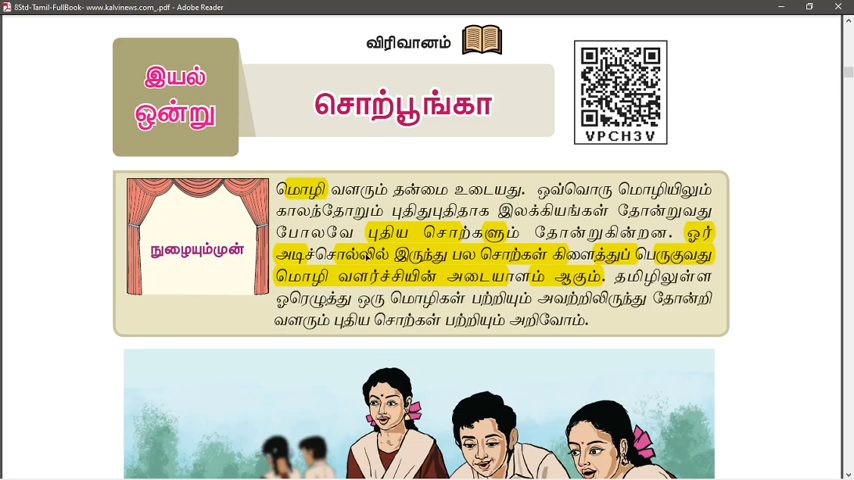 8Std-Tamil-FullBook- www.kalvinews.com_.pdf - Adobe Reader
விரிவானம்
இயல்
ஒன்று
சொற்பூங்கா
VPCH3V
நுழையும்முன்
மொழி வளரும் தன்மை உடையது. ஒவ்வொரு மொழியிலும்
காலந்தோறும் புதிதுபுதிதாக இலக்கியங்கள் தோன்றுவது
போலவே புதிய சொற்களும் தோன்றுகின்றன. ஓர்
அடிச்சொல்லில் இருந்து பல சொற்கள் கிளைத்துப் பெருகுவது
மொழி வளர்ச்சியின் அடையாளம் ஆகும். தமிழிலுள்ள
ஓரெழுத்து ஒரு மொழிகள் பற்றியும் அவற்றிலிருந்து தோன்றி
வளரும் புதிய சொற்கள் பற்றியும் அறிவோம்.